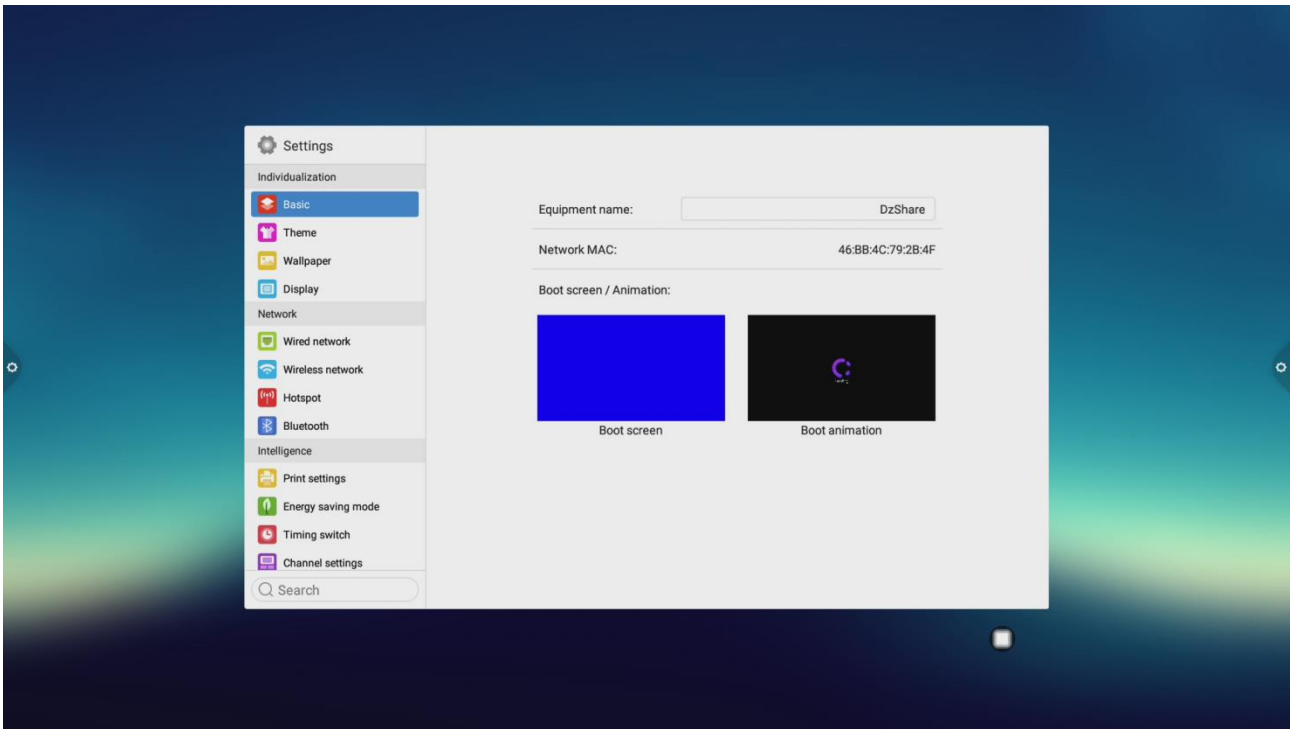 Settings
Individualization
Basic
Theme
Wallpaper
Display
Network
Wired network
Wireless network
Hotspot
Bluetooth
Intelligence
Print settings
Energy saving mode
Timing switch
Channel settings
Search
Equipment name: DzShare
Network MAC: 46:BB:4C:79:2B:4F
Boot screen / Animation:
Boot screen Boot animation